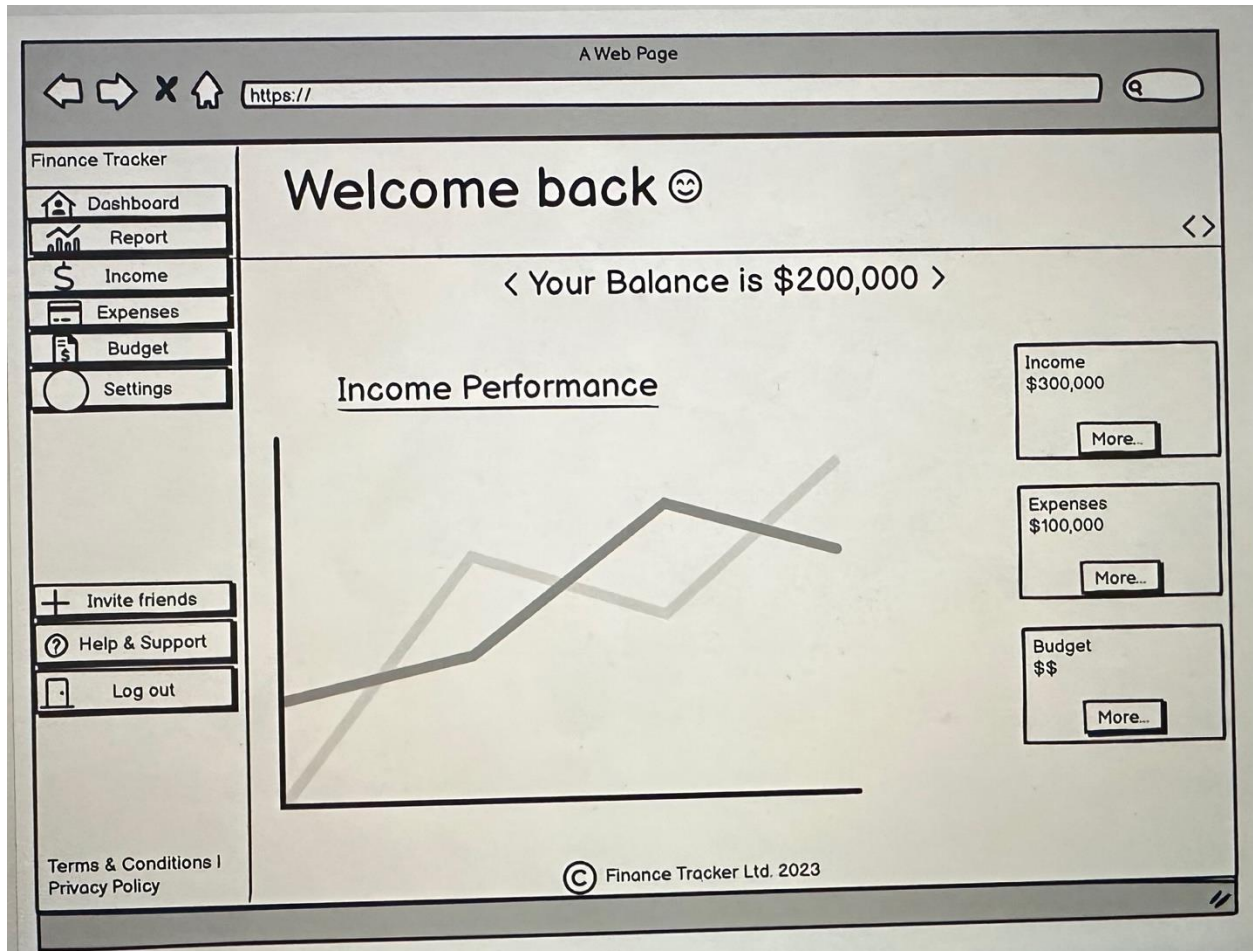 A Web Page
https://
Finance Tracker
Dashboard
Report
Income
Expenses
Budget
Settings
Invite friends
Help & Support
Log out
Terms & Conditions |
Privacy Policy
Welcome back
< >
< Your Balance is $200,000 >
Income Performance
Income
$300,000
More...
Expenses
$100,000
More...
Budget
$$
More...
© Finance Tracker Ltd. 2023